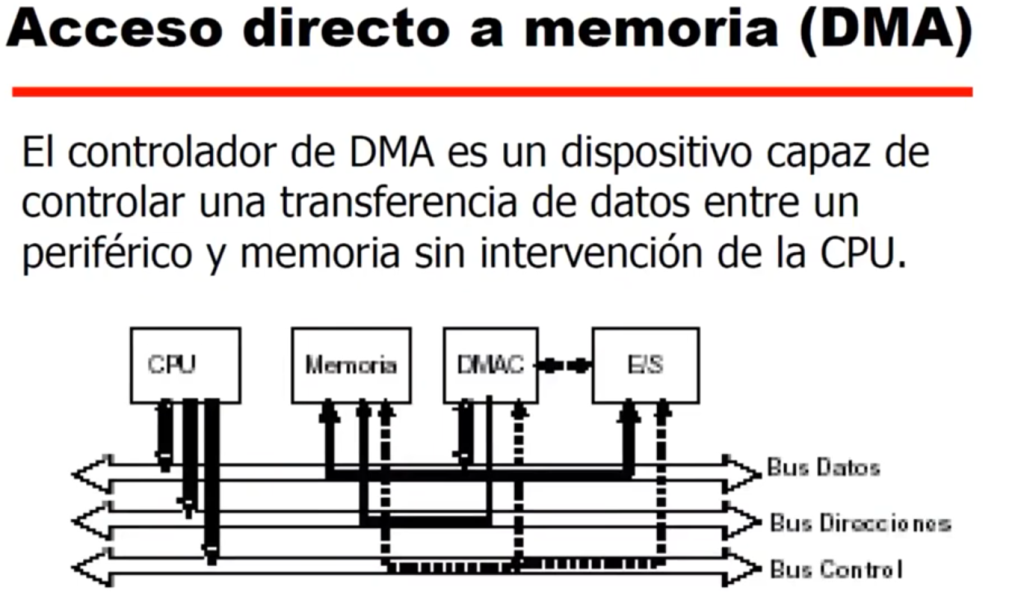 Acceso directo a memoria (DMA)
El controlador de DMA es un dispositivo capaz de
controlar una transferencia de datos entre un
periférico y memoria sin intervención de la CPU.
CPU
Memoria
DMAC
E/S
Bus Datos
Bus Direcciones
Bus Control